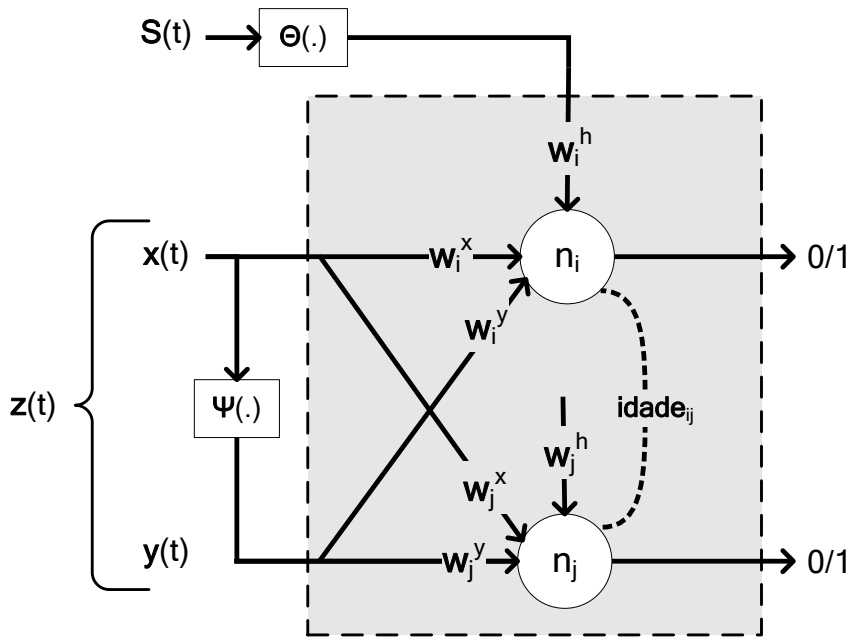 S(t)
Θ(.)
w_i^h
x(t)
w_i^x
n_i
0/1
w_i^y
z(t)
Ψ(.)
idade_ij
w_j^h
w_j^x
y(t)
w_j^y
n_j
0/1